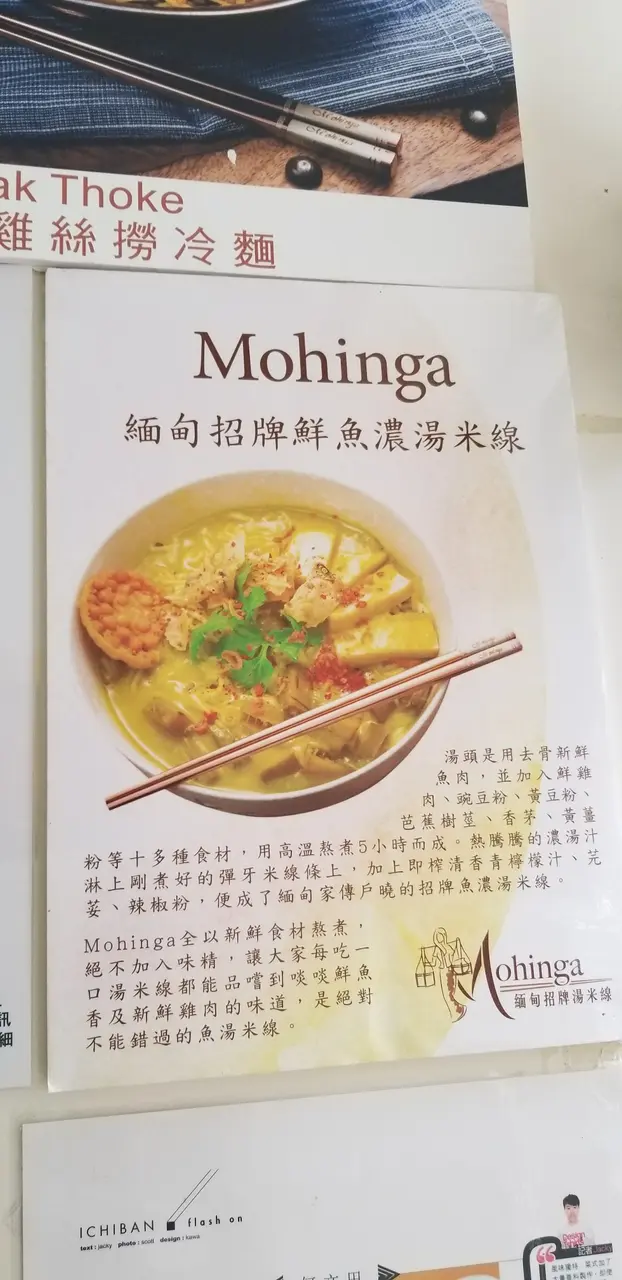 ak Thoke
雞絲撈冷麵
Mohinga
緬甸招牌鮮魚濃湯米線
湯頭是用去骨新鮮
魚肉，並加入鮮雞
肉、豌豆粉、黃豆粉、
芭蕉樹莖、香茅、黃薑
粉等十多種食材，用高溫熬煮5小時而成。熱騰騰的濃湯汁
淋上剛煮好的彈牙米線條上，加上即榨清香青檸檬汁、芫
荽、辣椒粉，便成了緬甸家傳戶曉的招牌魚濃湯米線。
Mohinga全以新鮮食材熬煮，
絕不加入味精，讓大家每吃一
口湯米線都能品嚐到啖啖鮮魚
香及新鮮雞肉的味道，是絕對
不能錯過的魚湯米線。
Mohinga
緬甸招牌湯米線
ICHIBAN flash on
text : jacky photo : scott design : kawa
記者 Jacky